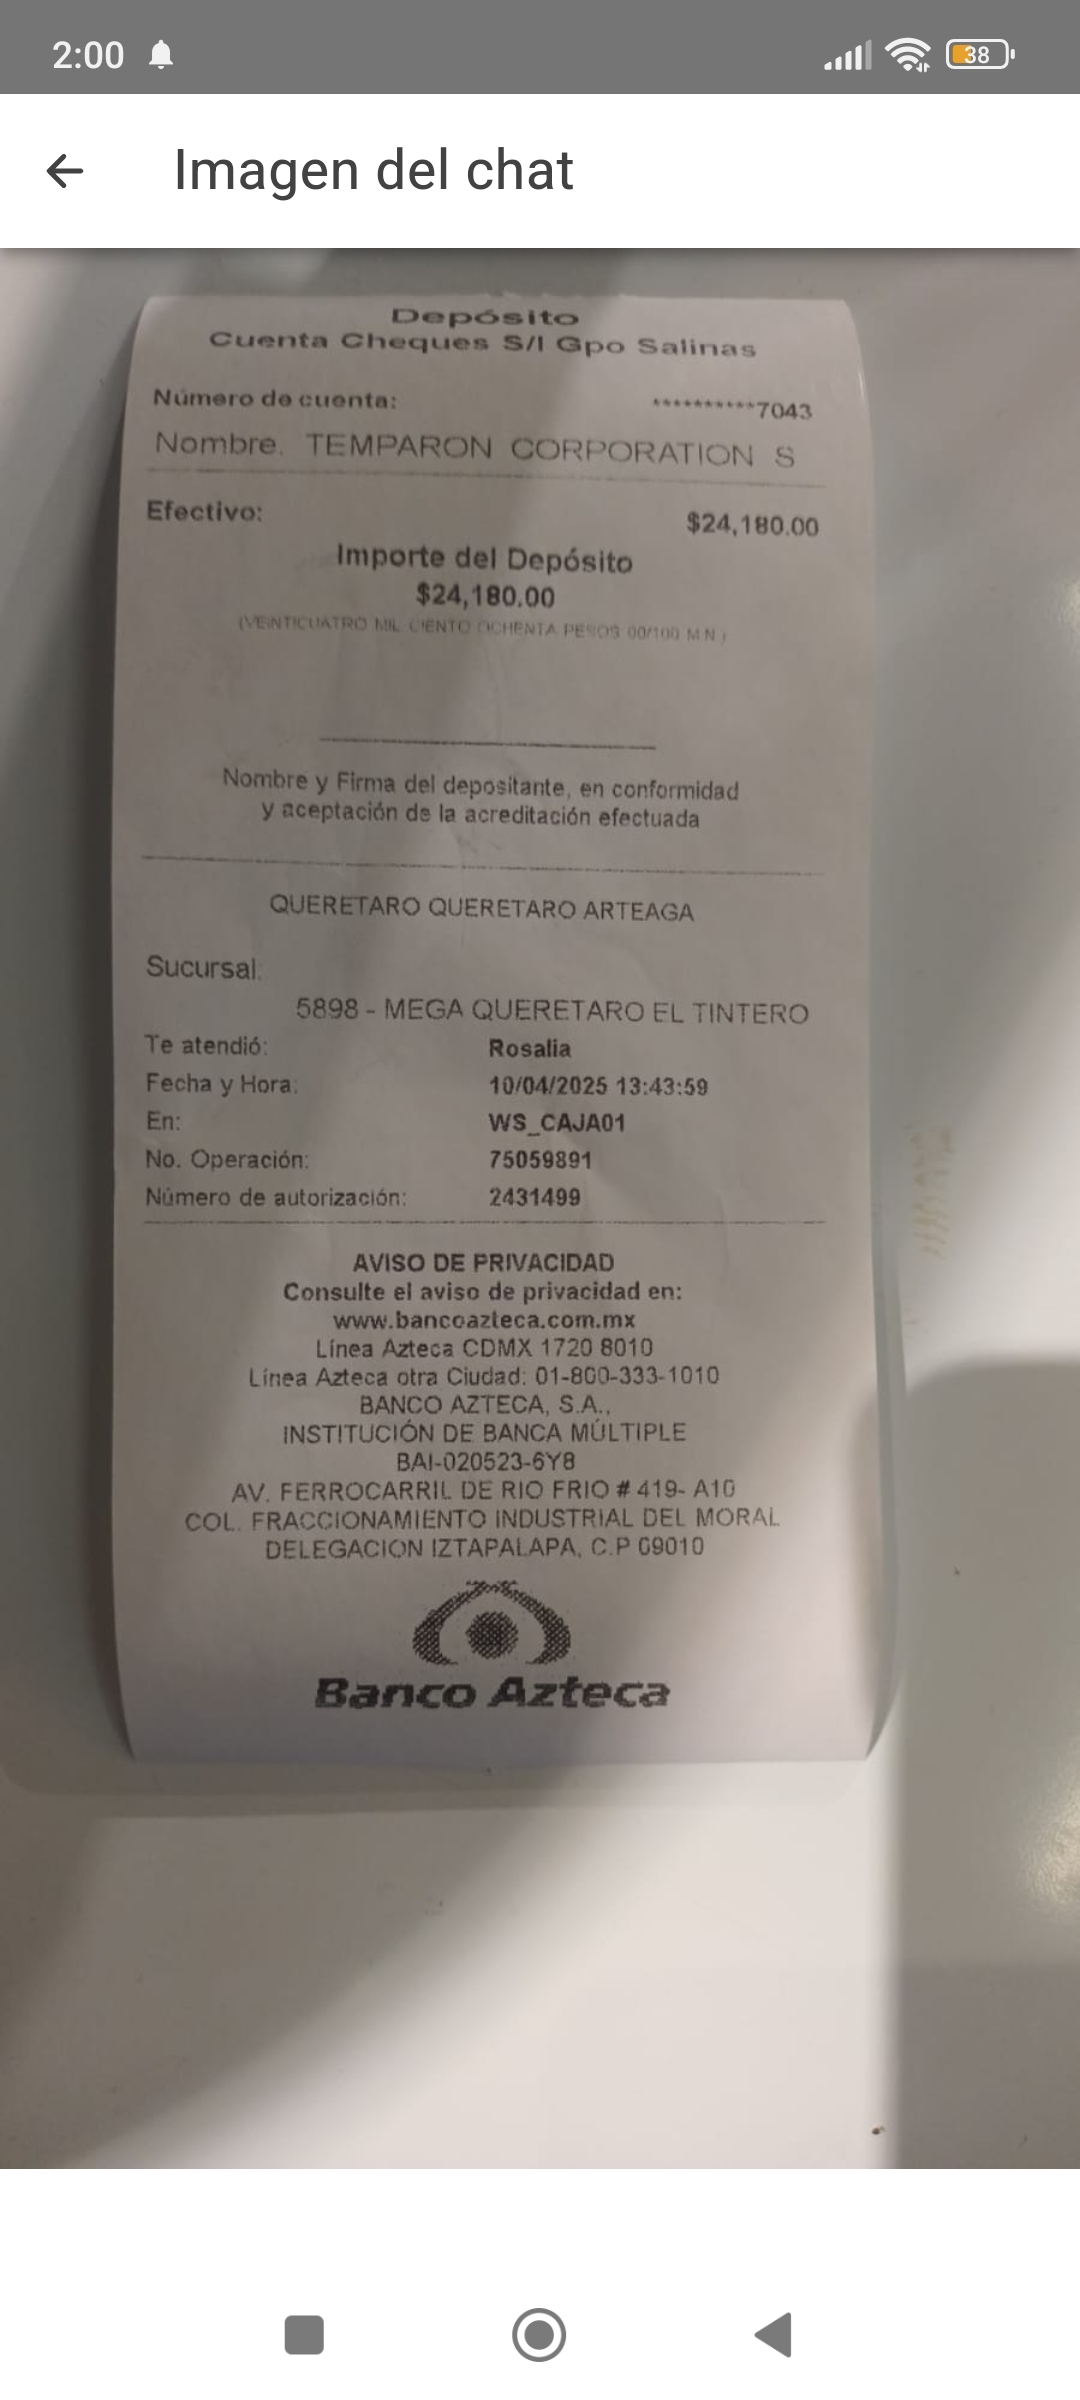 2:00
38
Imagen del chat
Depósito
Cuenta Cheques S/I Gpo Salinas
Número de cuenta: **********7043
Nombre. TEMPARON CORPORATION S
Efectivo: $24,180.00
Importe del Depósito
$24,180.00
(VEINTICUATRO MIL CIENTO OCHENTA PESOS 00/100 M.N.)
Nombre y Firma del depositante, en conformidad
y aceptación de la acreditación efectuada
QUERETARO QUERETARO ARTEAGA
Sucursal:
5898 - MEGA QUERETARO EL TINTERO
Te atendió: Rosalia
Fecha y Hora: 10/04/2025 13:43:59
En: WS_CAJA01
No. Operación: 75059891
Número de autorización: 2431499
AVISO DE PRIVACIDAD
Consulte el aviso de privacidad en:
www.bancoazteca.com.mx
Línea Azteca CDMX 1720 8010
Línea Azteca otra Ciudad: 01-800-333-1010
BANCO AZTECA, S.A.,
INSTITUCIÓN DE BANCA MÚLTIPLE
BAI-020523-6Y8
AV. FERROCARRIL DE RIO FRIO # 419- A10
COL. FRACCIONAMIENTO INDUSTRIAL DEL MORAL
DELEGACION IZTAPALAPA, C.P 09010
Banco Azteca